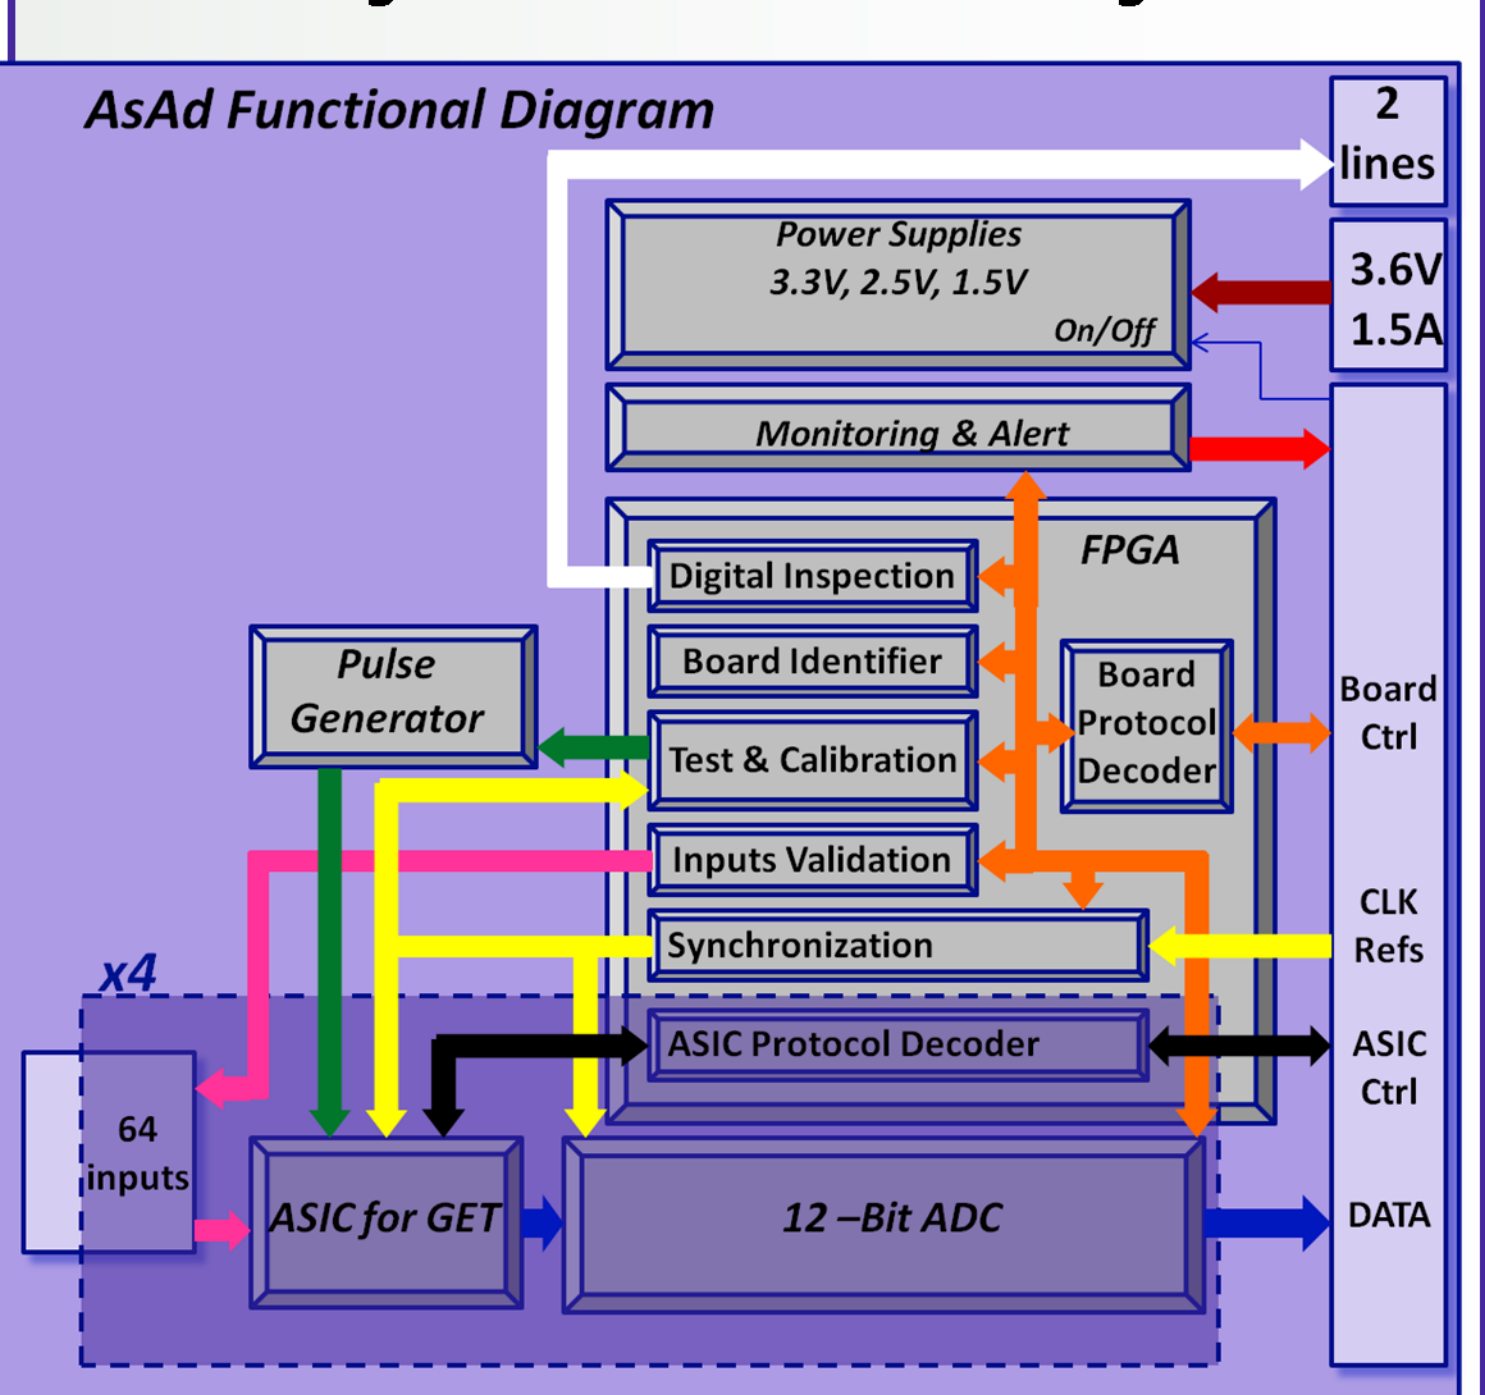 AsAd Functional Diagram
2
lines
Power Supplies
3.3V, 2.5V, 1.5V
On/Off
3.6V
1.5A
Monitoring & Alert
FPGA
Digital Inspection
Board Identifier
Pulse
Generator
Test & Calibration
Board
Protocol
Decoder
Board
Ctrl
Inputs Validation
Synchronization
CLK
Refs
x4
ASIC Protocol Decoder
ASIC
Ctrl
64
inputs
ASIC for GET
12 –Bit ADC
DATA